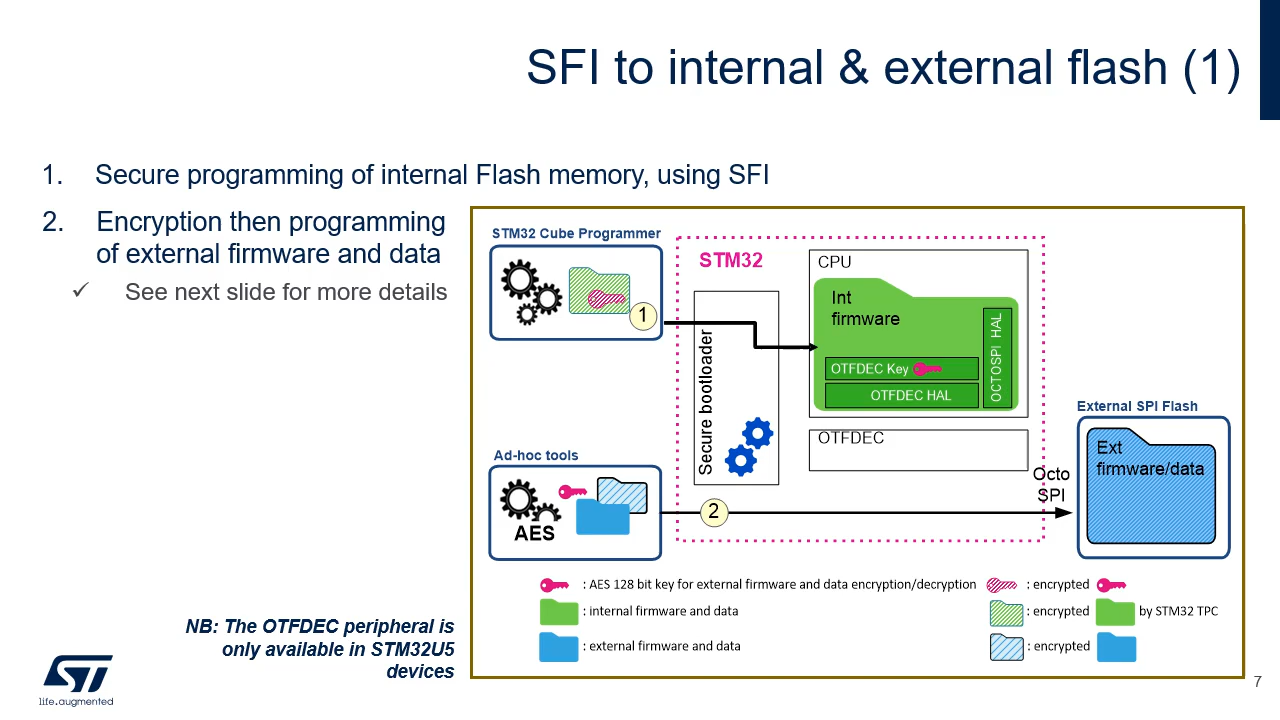 SFI to internal & external flash (1)
1. Secure programming of internal Flash memory, using SFI
2. Encryption then programming
of external firmware and data
✓ See next slide for more details
STM32 Cube Programmer
1
STM32
Secure bootloader
CPU
Int
firmware
OTFDEC Key
OTFDEC HAL
OCTOSPI HAL
OTFDEC
Ad-hoc tools
AES
2
Octo
SPI
External SPI Flash
Ext
firmware/data
: AES 128 bit key for external firmware and data encryption/decryption
: encrypted
: internal firmware and data
: encrypted
by STM32 TPC
: external firmware and data
: encrypted
NB: The OTFDEC peripheral is
only available in STM32U5
devices
ST
life.augmented
7